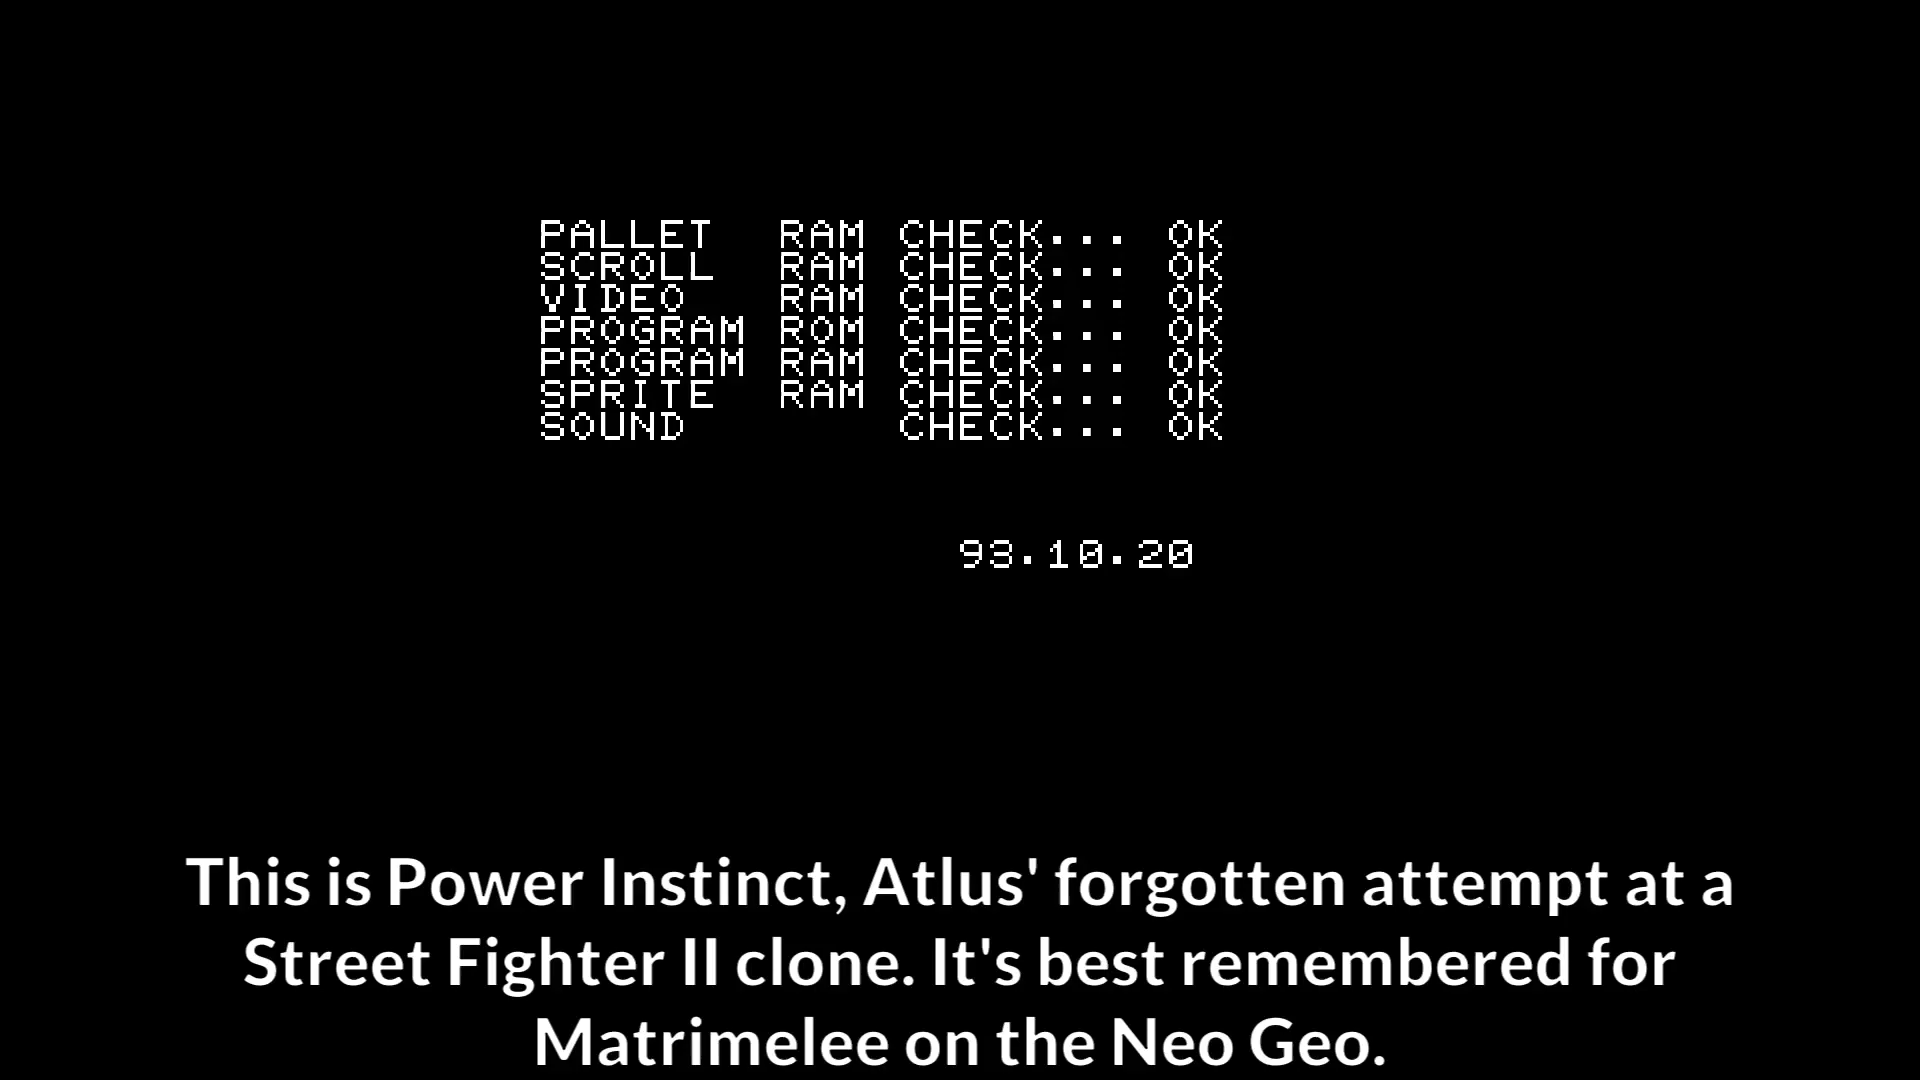 PALLET RAM CHECK... OK
SCROLL RAM CHECK... OK
VIDEO RAM CHECK... OK
PROGRAM ROM CHECK... OK
PROGRAM RAM CHECK... OK
SPRITE RAM CHECK... OK
SOUND CHECK... OK
93.10.20
This is Power Instinct, Atlus' forgotten attempt at a
Street Fighter II clone. It's best remembered for
Matrimelee on the Neo Geo.